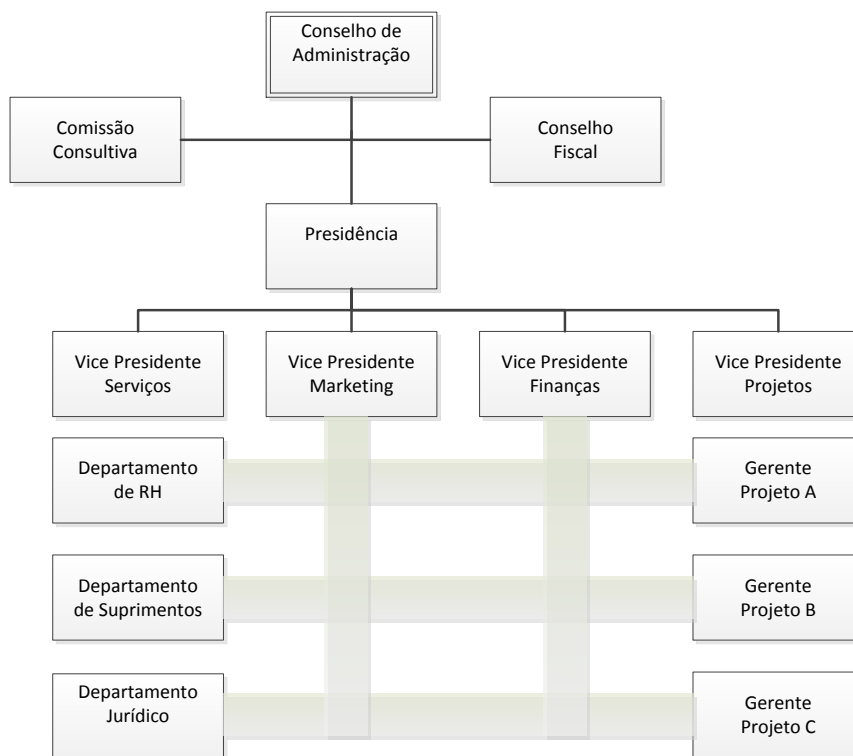 Conselho de
Administração
Comissão
Consultiva
Conselho
Fiscal
Presidência
Vice Presidente
Serviços
Vice Presidente
Marketing
Vice Presidente
Finanças
Vice Presidente
Projetos
Departamento
de RH
Gerente
Projeto A
Departamento
de Suprimentos
Gerente
Projeto B
Departamento
Jurídico
Gerente
Projeto C